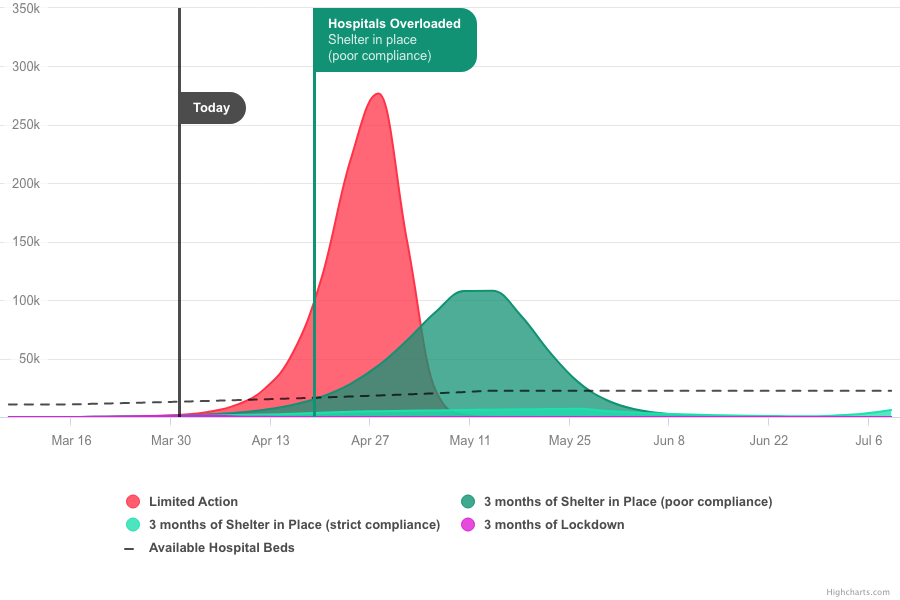 350k
Hospitals Overloaded
Shelter in place
(poor compliance)
300k
Today
250k
200k
150k
100k
50k
Mar 16 Mar 30 Apr 13 Apr 27 May 11 May 25 Jun 8 Jun 22 Jul 6
Limited Action
3 months of Shelter in Place (poor compliance)
3 months of Shelter in Place (strict compliance)
3 months of Lockdown
Available Hospital Beds
Highcharts.com